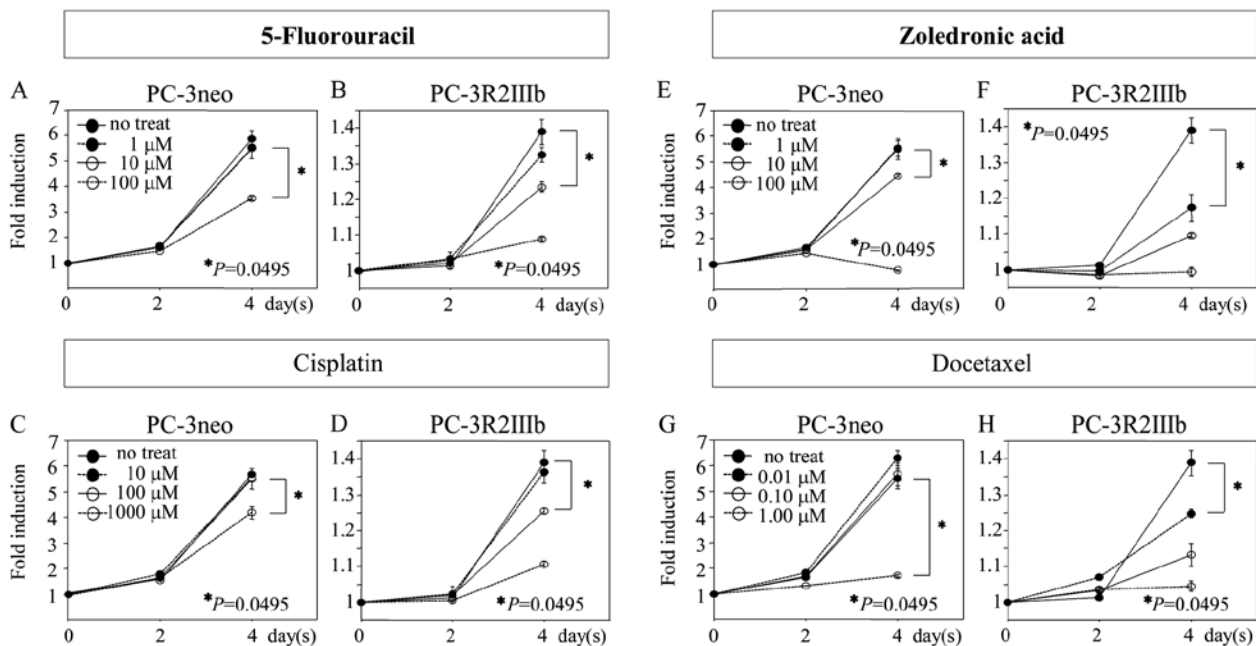 5-Fluorouracil
A
PC-3neo
Fold induction
7
6
5
4
3
2
1
no treat
1 μM
10 μM
100 μM
*
*P=0.0495
0
2
4
day(s)
B
PC-3R2IIIb
1.4
1.3
1.2
1.1
1
*
*P=0.0495
0
2
4
day(s)
Zoledronic acid
E
PC-3neo
Fold induction
7
6
5
4
3
2
1
no treat
1 μM
10 μM
100 μM
*
*P=0.0495
0
2
4
day(s)
F
PC-3R2IIIb
1.4
1.3
1.2
1.1
1
*P=0.0495
*
0
2
4
day(s)
Cisplatin
C
PC-3neo
Fold induction
7
6
5
4
3
2
1
no treat
10 μM
100 μM
1000 μM
*
*P=0.0495
0
2
4
day(s)
D
PC-3R2IIIb
1.4
1.3
1.2
1.1
1
*
*P=0.0495
0
2
4
day(s)
Docetaxel
G
PC-3neo
Fold induction
7
6
5
4
3
2
1
no treat
0.01 μM
0.10 μM
1.00 μM
*
*P=0.0495
0
2
4
day(s)
H
PC-3R2IIIb
1.4
1.3
1.2
1.1
1
*
*P=0.0495
0
2
4
day(s)